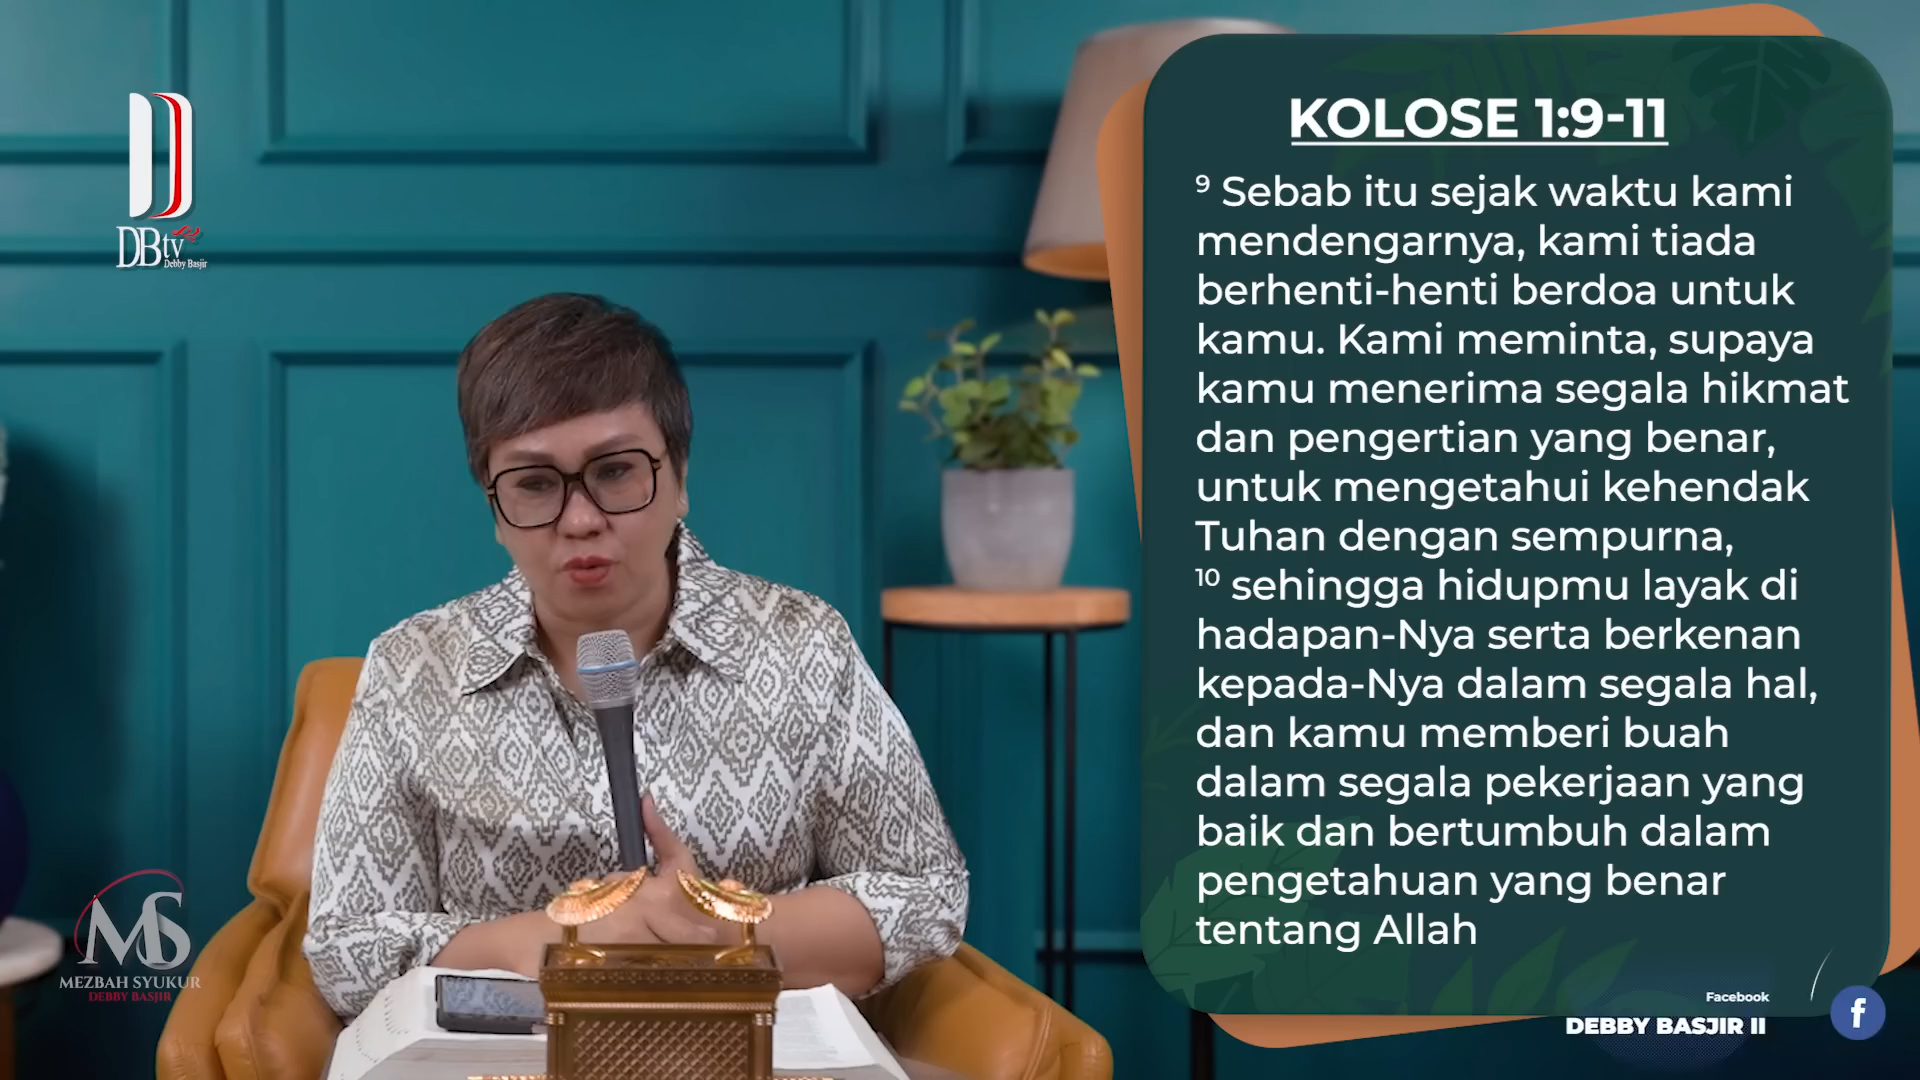 DBtv
Debby Basjir
KOLOSE 1:9-11
⁹ Sebab itu sejak waktu kami
mendengarnya, kami tiada
berhenti-henti berdoa untuk
kamu. Kami meminta, supaya
kamu menerima segala hikmat
dan pengertian yang benar,
untuk mengetahui kehendak
Tuhan dengan sempurna,
¹⁰ sehingga hidupmu layak di
hadapan-Nya serta berkenan
kepada-Nya dalam segala hal,
dan kamu memberi buah
dalam segala pekerjaan yang
baik dan bertumbuh dalam
pengetahuan yang benar
tentang Allah
MS
MEZBAH SYUKUR
DEBBY BASJIR
Facebook
DEBBY BASJIR II
f